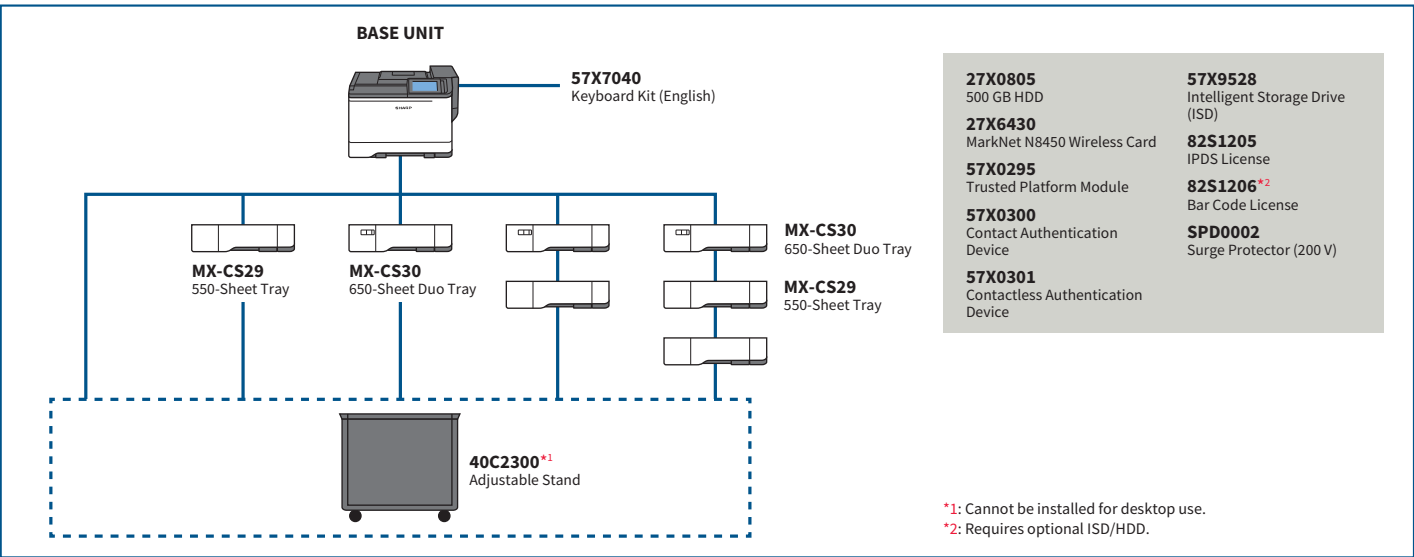 BASE UNIT
57X7040
Keyboard Kit (English)
SHARP
MX-CS29
550-Sheet Tray
MX-CS30
650-Sheet Duo Tray
MX-CS30
650-Sheet Duo Tray
MX-CS29
550-Sheet Tray
40C2300*1
Adjustable Stand
27X0805
500 GB HDD
27X6430
MarkNet N8450 Wireless Card
57X0295
Trusted Platform Module
57X0300
Contact Authentication
Device
57X0301
Contactless Authentication
Device
57X9528
Intelligent Storage Drive
(ISD)
82S1205
IPDS License
82S1206*2
Bar Code License
SPD0002
Surge Protector (200 V)
*1: Cannot be installed for desktop use.
*2: Requires optional ISD/HDD.